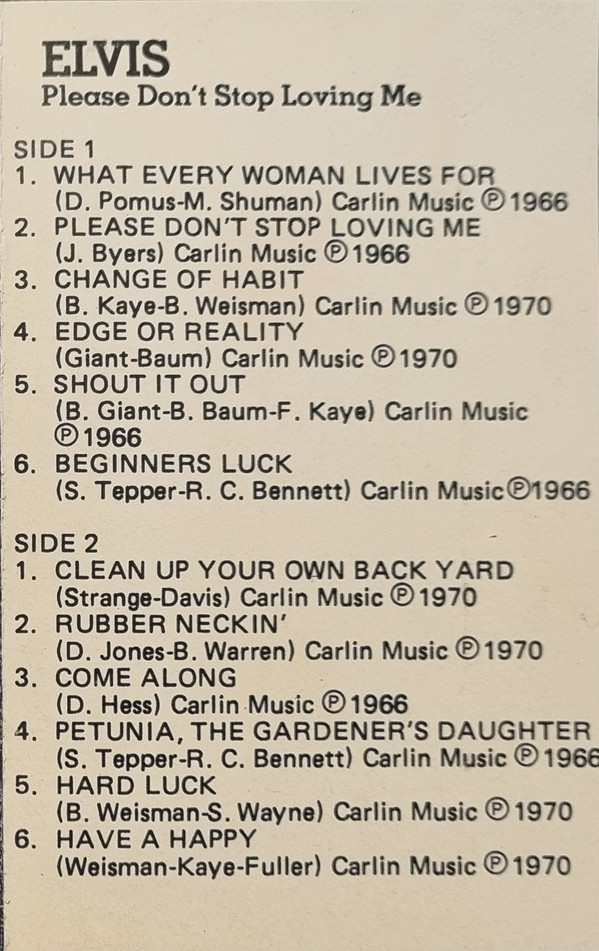 ELVIS
Please Don't Stop Loving Me
SIDE 1
1. WHAT EVERY WOMAN LIVES FOR
(D. Pomus-M. Shuman) Carlin Music ℗1966
2. PLEASE DON'T STOP LOVING ME
(J. Byers) Carlin Music ℗1966
3. CHANGE OF HABIT
(B. Kaye-B. Weisman) Carlin Music ℗1970
4. EDGE OR REALITY
(Giant-Baum) Carlin Music ℗1970
5. SHOUT IT OUT
(B. Giant-B. Baum-F. Kaye) Carlin Music
℗1966
6. BEGINNERS LUCK
(S. Tepper-R. C. Bennett) Carlin Music℗1966
SIDE 2
1. CLEAN UP YOUR OWN BACK YARD
(Strange-Davis) Carlin Music ℗1970
2. RUBBER NECKIN'
(D. Jones-B. Warren) Carlin Music ℗1970
3. COME ALONG
(D. Hess) Carlin Music ℗1966
4. PETUNIA, THE GARDENER'S DAUGHTER
(S. Tepper-R. C. Bennett) Carlin Music ℗1966
5. HARD LUCK
(B. Weisman-S. Wayne) Carlin Music ℗1970
6. HAVE A HAPPY
(Weisman-Kaye-Fuller) Carlin Music ℗1970